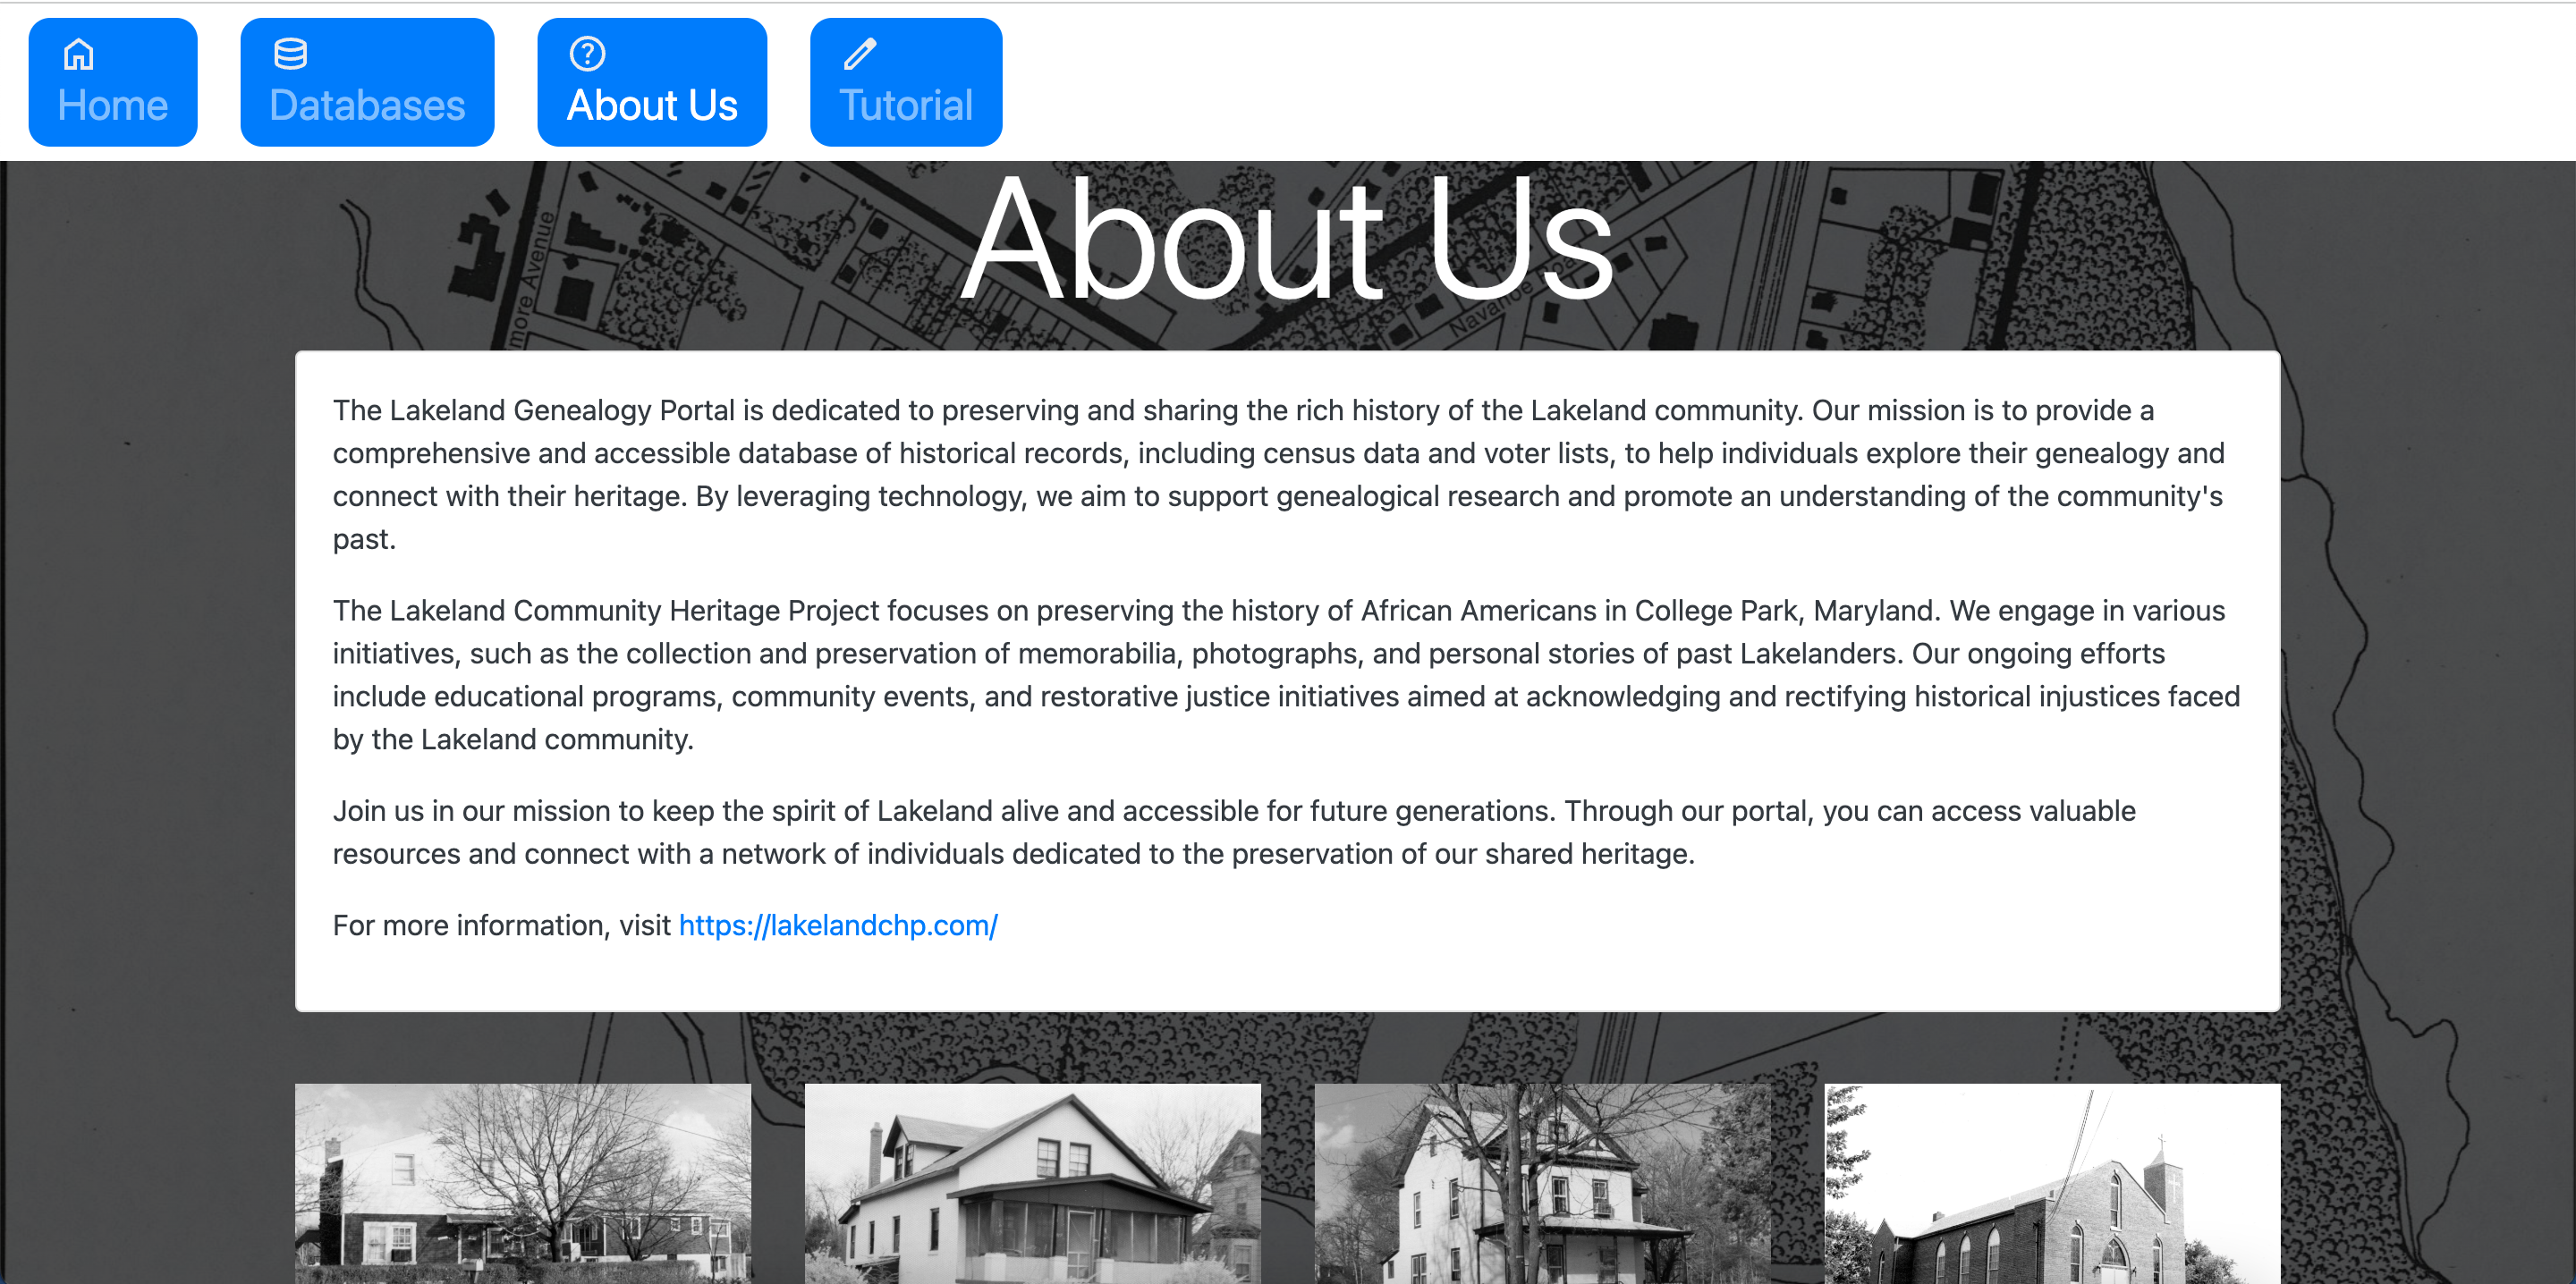 Home
Databases
About Us
Tutorial
About Us
more Avenue
Navahoe
The Lakeland Genealogy Portal is dedicated to preserving and sharing the rich history of the Lakeland community. Our mission is to provide a
comprehensive and accessible database of historical records, including census data and voter lists, to help individuals explore their genealogy and
connect with their heritage. By leveraging technology, we aim to support genealogical research and promote an understanding of the community's
past.
The Lakeland Community Heritage Project focuses on preserving the history of African Americans in College Park, Maryland. We engage in various
initiatives, such as the collection and preservation of memorabilia, photographs, and personal stories of past Lakelanders. Our ongoing efforts
include educational programs, community events, and restorative justice initiatives aimed at acknowledging and rectifying historical injustices faced
by the Lakeland community.
Join us in our mission to keep the spirit of Lakeland alive and accessible for future generations. Through our portal, you can access valuable
resources and connect with a network of individuals dedicated to the preservation of our shared heritage.
For more information, visit https://lakelandchp.com/